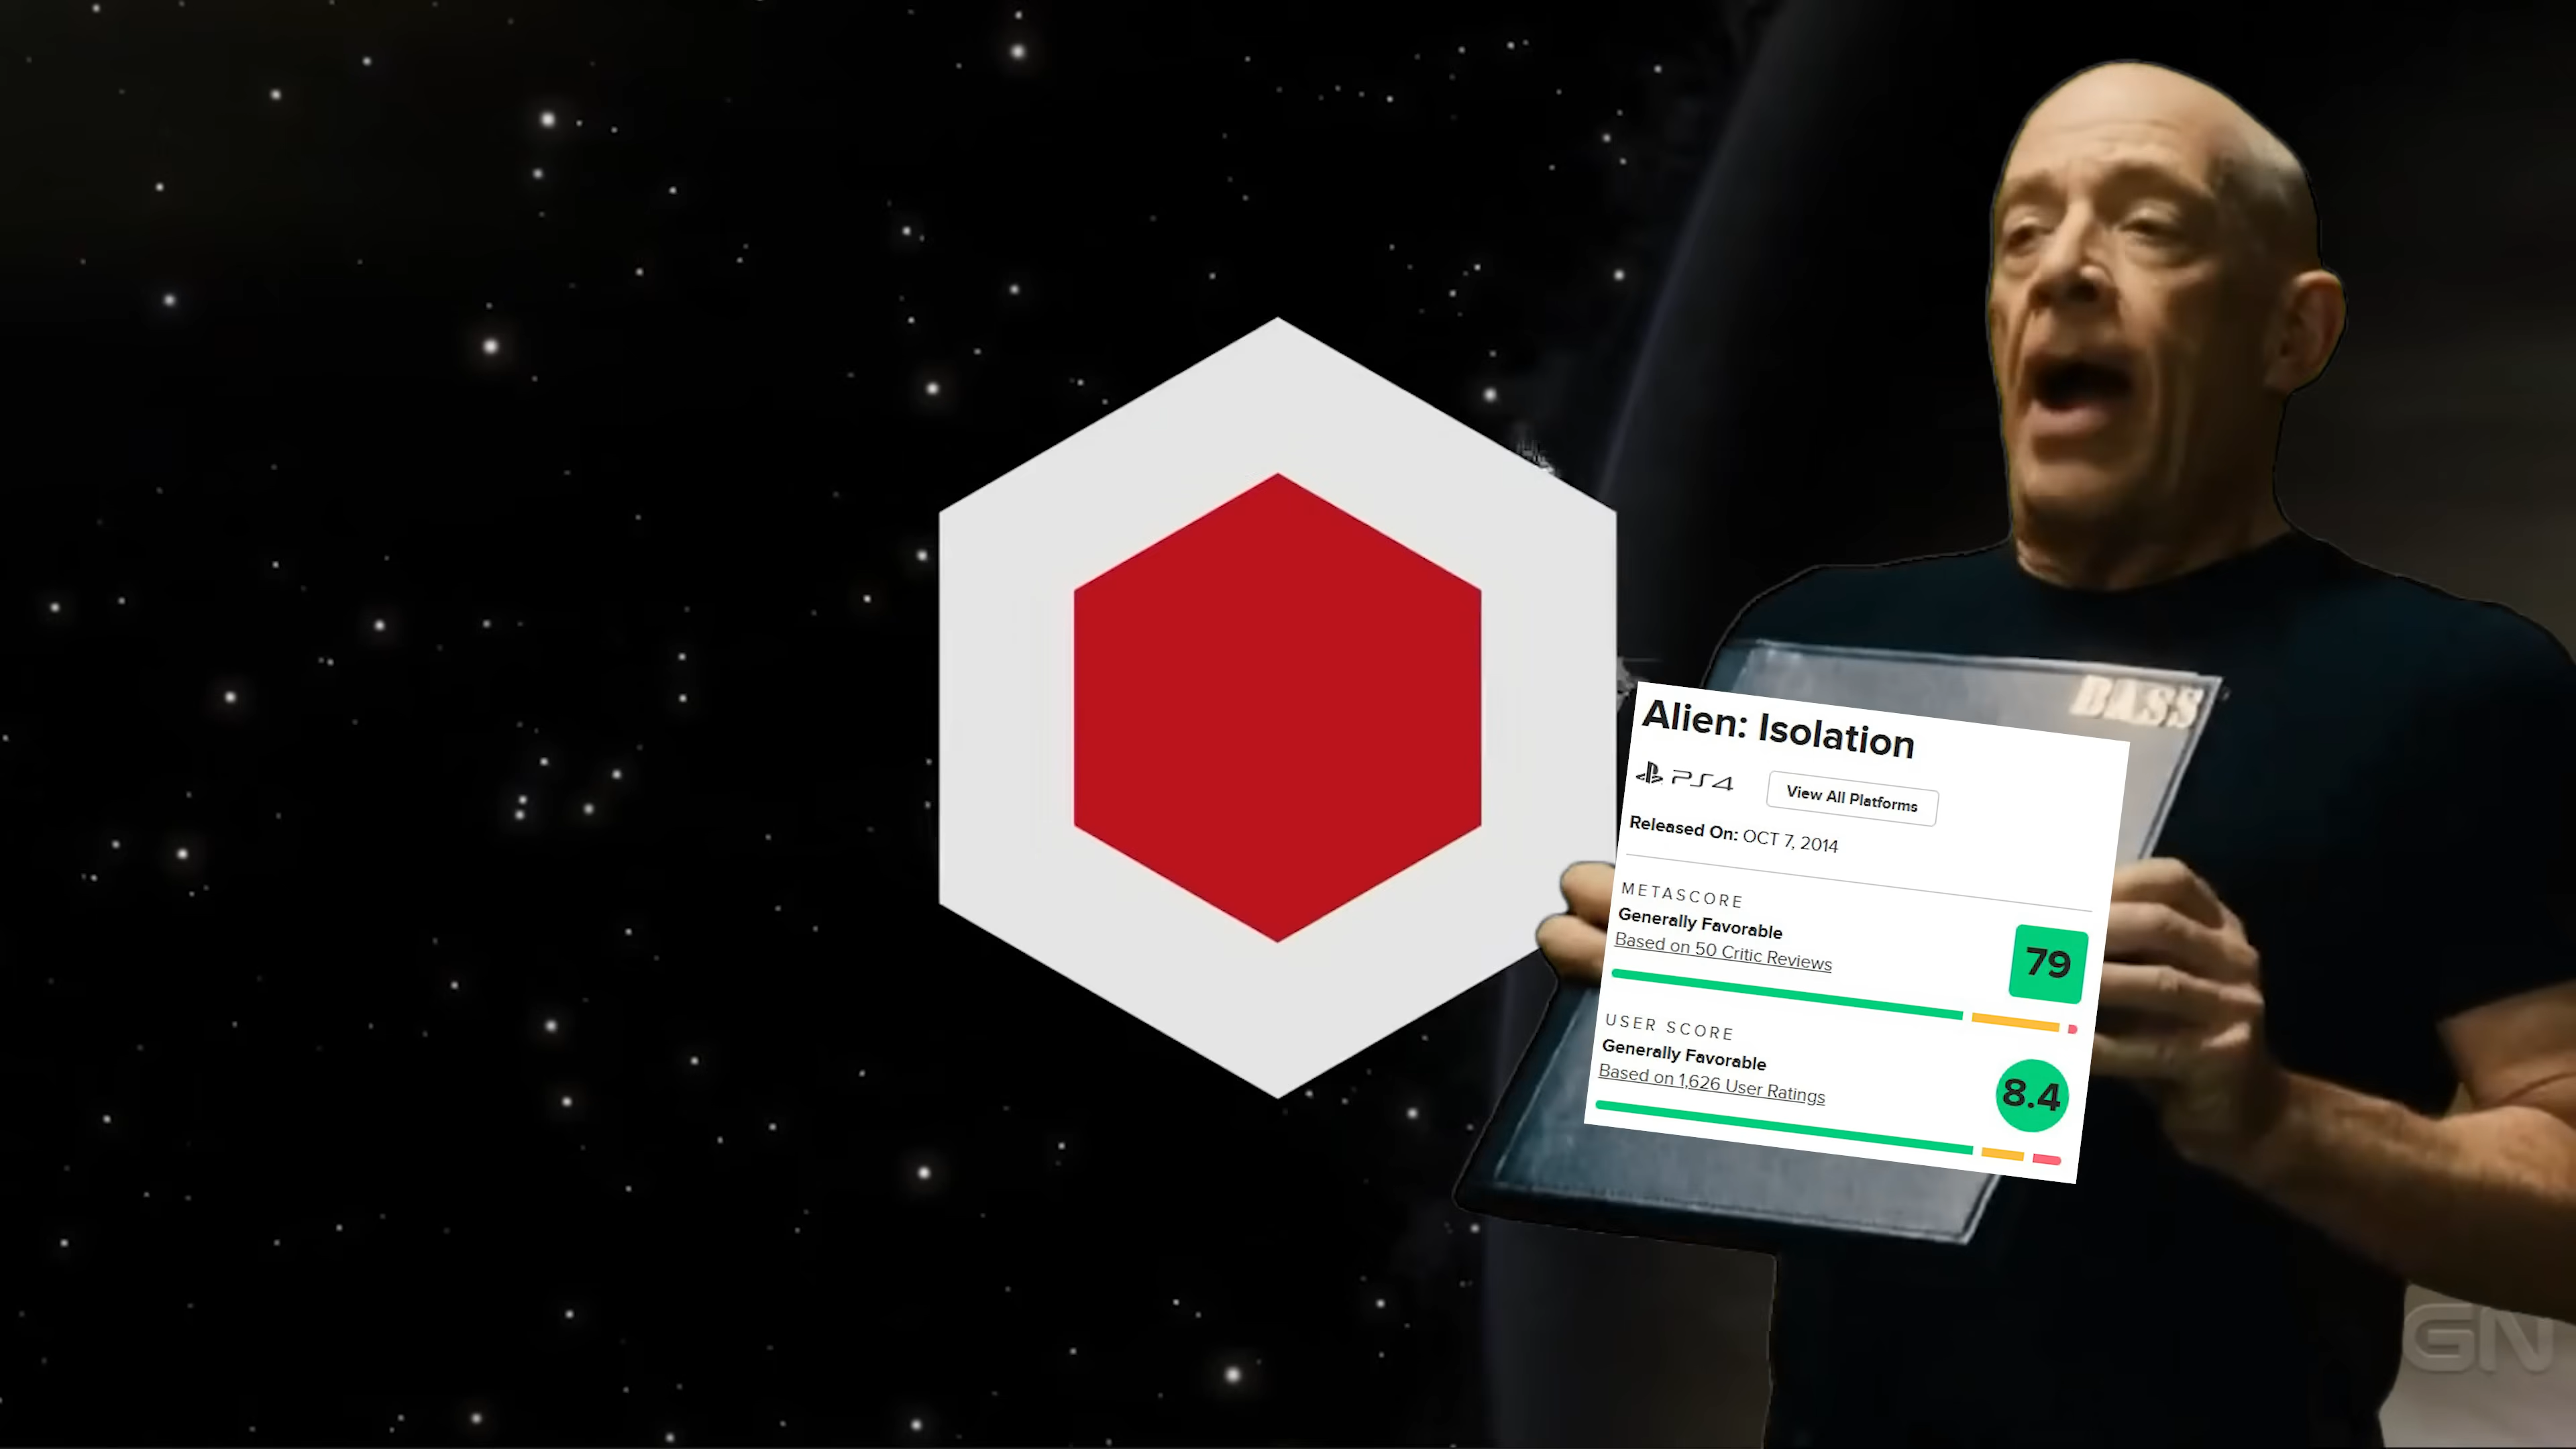 BASS
Alien: Isolation
PS4
View All Platforms
Released On: OCT 7, 2014
METASCORE
Generally Favorable
Based on 50 Critic Reviews
79
USER SCORE
Generally Favorable
Based on 1,626 User Ratings
8.4
GN